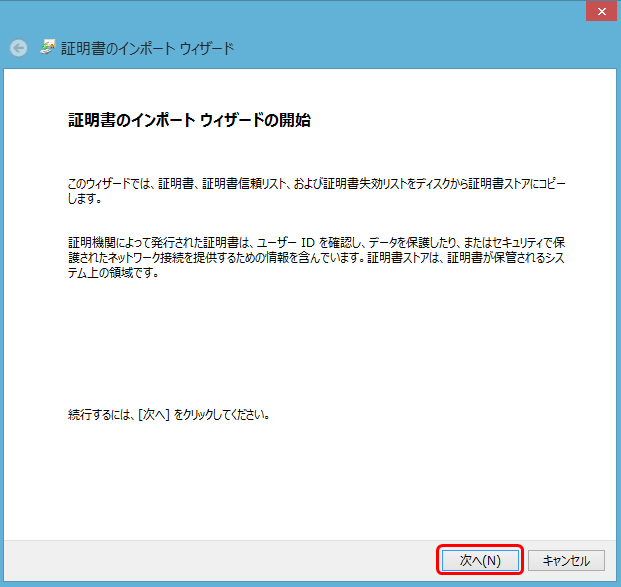 証明書のインポート ウィザード
証明書のインポート ウィザードの開始
このウィザードでは、証明書、証明書信頼リスト、および証明書失効リストをディスクから証明書ストアにコピー
します。
証明機関によって発行された証明書は、ユーザー ID を確認し、データを保護したり、またはセキュリティで保
護されたネットワーク接続を提供するための情報を含んでいます。証明書ストアは、証明書が保管されるシス
テム上の領域です。
続行するには、[次へ] をクリックしてください。
次へ(N)
キャンセル